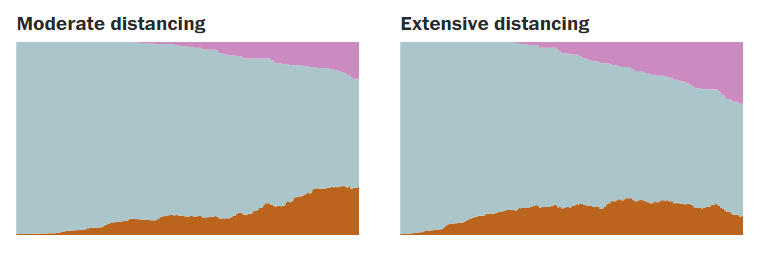 Moderate distancing
Extensive distancing